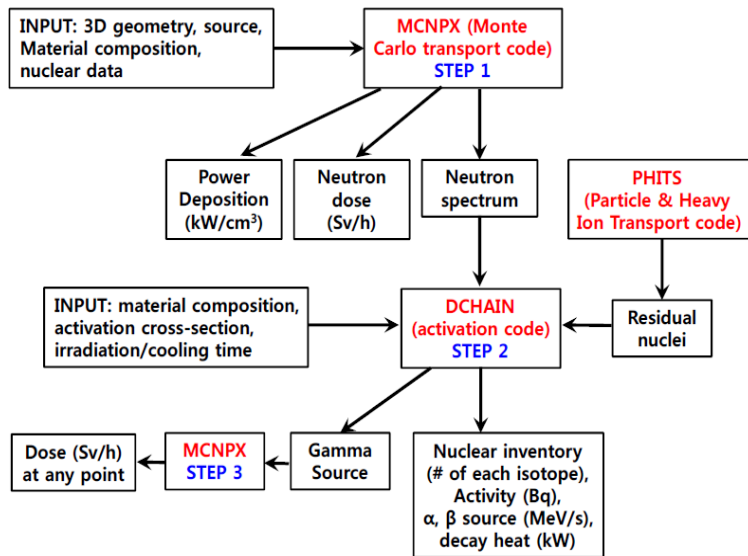 INPUT: 3D geometry, source,
Material composition,
nuclear data
MCNPX (Monte
Carlo transport code)
STEP 1
Power
Deposition
(kW/cm³)
Neutron
dose
(Sv/h)
Neutron
spectrum
PHITS
(Particle & Heavy
Ion Transport code)
INPUT: material composition,
activation cross-section,
irradiation/cooling time
DCHAIN
(activation code)
STEP 2
Residual
nuclei
Dose (Sv/h)
at any point
MCNPX
STEP 3
Gamma
Source
Nuclear inventory
(# of each isotope),
Activity (Bq),
α, β source (MeV/s),
decay heat (kW)